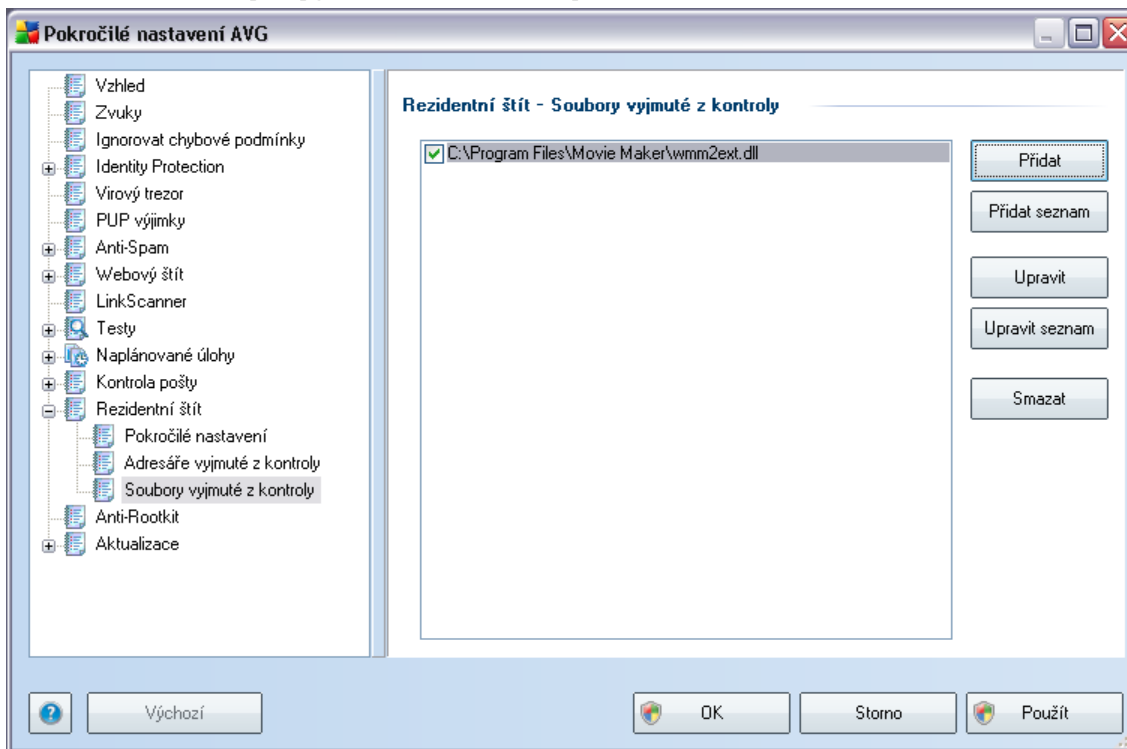 Pokročilé nastavení AVG
Vzhled
Zvuky
Ignorovat chybové podmínky
Identity Protection
Virový trezor
PUP výjimky
Anti-Spam
Webový štít
LinkScanner
Testy
Naplánované úlohy
Kontrola pošty
Rezidentní štít
Pokročilé nastavení
Adresáře vyjmuté z kontroly
Soubory vyjmuté z kontroly
Anti-Rootkit
Aktualizace
Rezidentní štít - Soubory vyjmuté z kontroly
C:\Program Files\Movie Maker\wmm2ext.dll
Přidat
Přidat seznam
Upravit
Upravit seznam
Smazat
Výchozí
OK
Storno
Použít